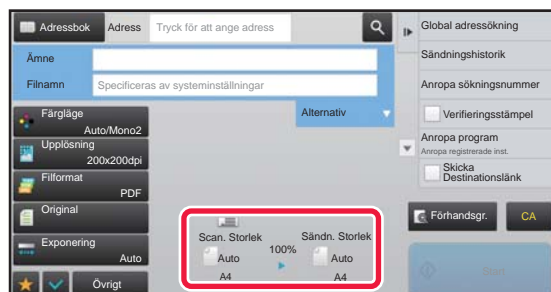 Adressbok Adress Tryck för att ange adress
Ämne
Filnamn Specificeras av systeminställningar
Alternativ
Färgläge
Auto/Mono2
Upplösning
200x200dpi
Filformat
PDF
Original
Exponering
Auto
Övrigt
Scan. Storlek 100% Sändn. Storlek
Auto Auto
A4 A4
Global adressökning
Sändningshistorik
Anropa sökningsnummer
Verifieringsstämpel
Anropa program
Anropa registrerade inst.
Skicka
Destinationslänk
Förhandsgr. CA
Start